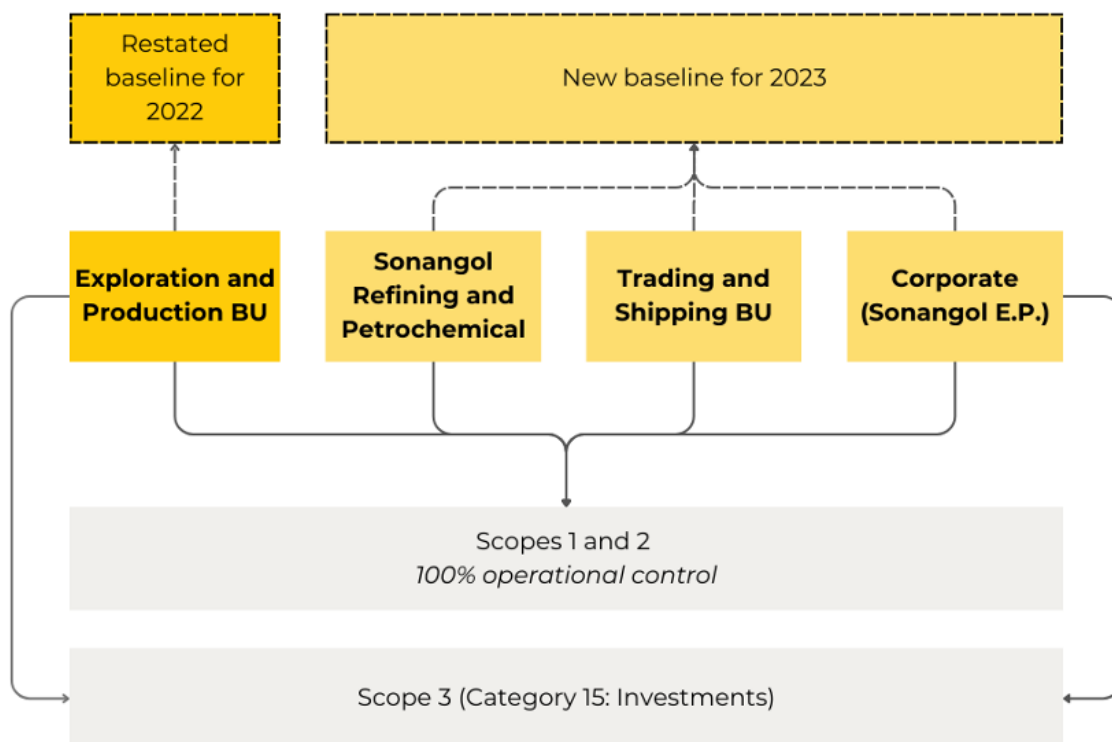 Restated
baseline for
2022
New baseline for 2023
Exploration and
Production BU
Sonangol
Refining and
Petrochemical
Trading and
Shipping BU
Corporate
(Sonangol E.P.)
Scopes 1 and 2
100% operational control
Scope 3 (Category 15: Investments)